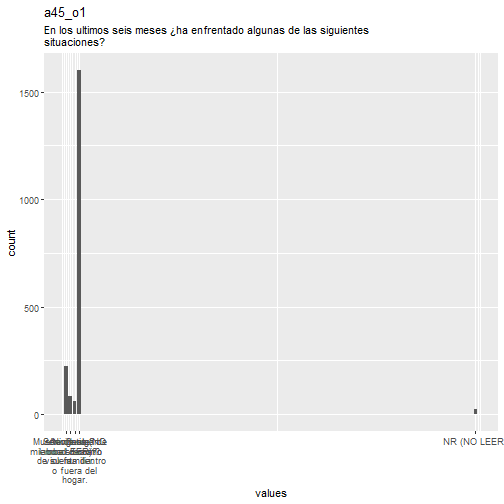 a45_o1
En los ultimos seis meses ¿ha enfrentado algunas de las siguientes
situaciones?
1500
1000
500
0
count
NR (NO LEER
fuera del
hogar.
values